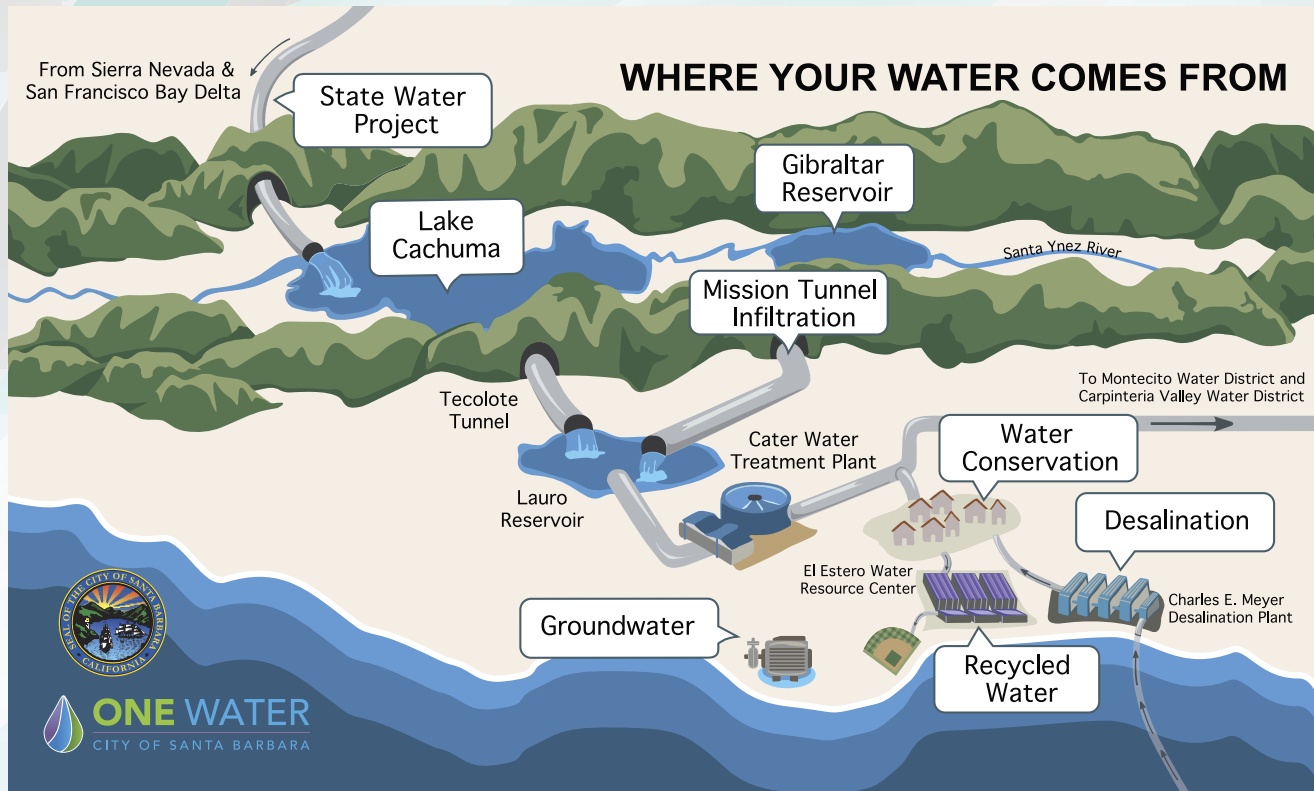 WHERE YOUR WATER COMES FROM
From Sierra Nevada &
San Francisco Bay Delta
State Water
Project
Gibraltar
Reservoir
Lake
Cachuma
Santa Ynez River
Mission Tunnel
Infiltration
Tecolote
Tunnel
To Montecito Water District and
Carpinteria Valley Water District
Cater Water
Treatment Plant
Water
Conservation
Lauro
Reservoir
Desalination
El Estero Water
Resource Center
Charles E. Meyer
Desalination Plant
Groundwater
Recycled
Water
SEAL OF THE CITY OF SANTA BARBARA
CALIFORNIA
ONE WATER
CITY OF SANTA BARBARA